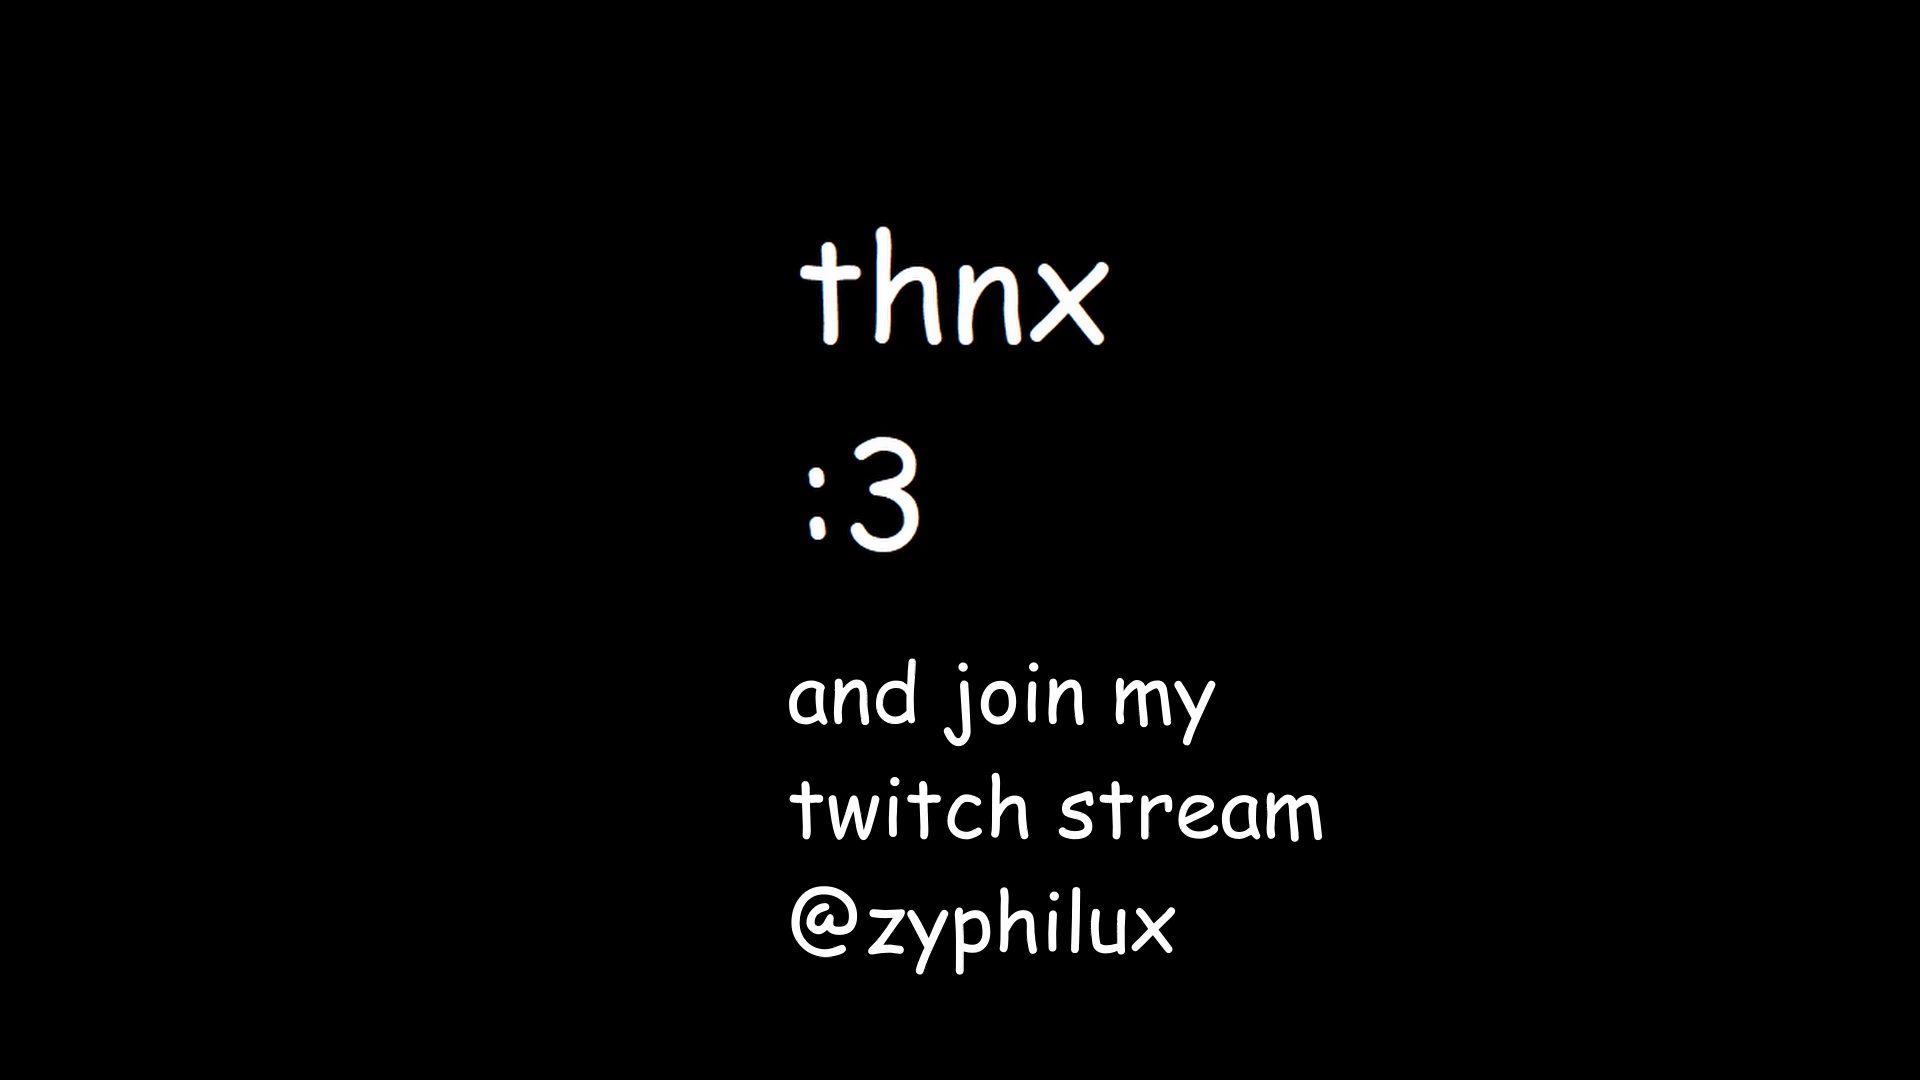 thnx
:3
and join my
twitch stream
@zyphilux